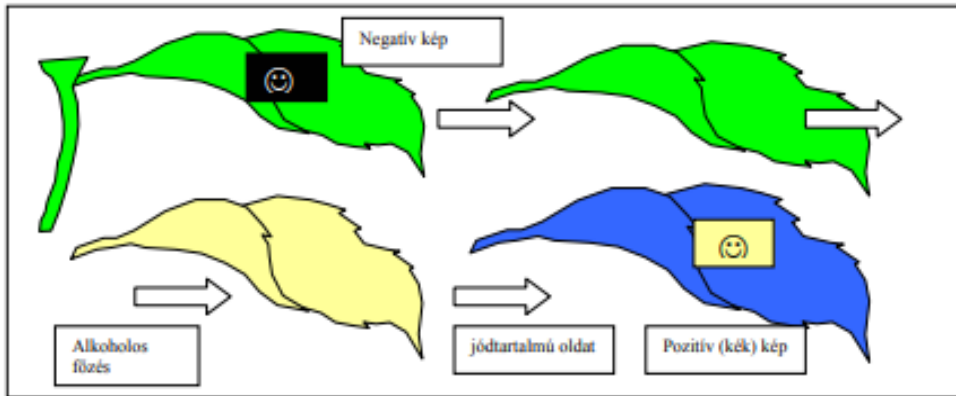 Negatív kép
Alkoholos
főzés
jódtartalmú oldat
Pozitív (kék) kép